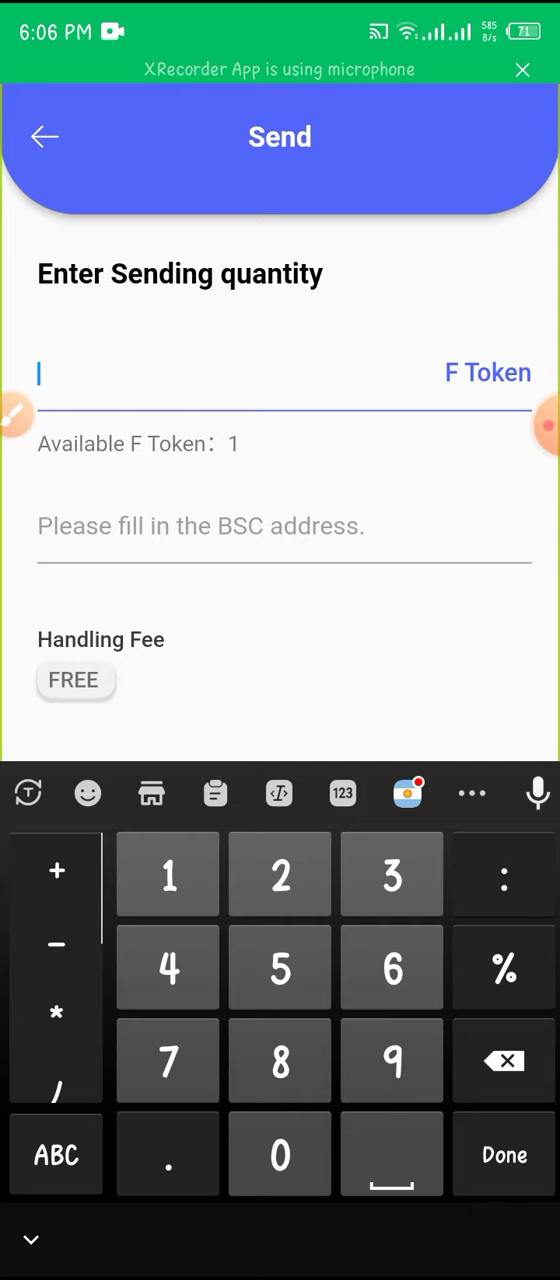 6:06 PM 585 B/s 71
XRecorder App is using microphone
Send
Enter Sending quantity
F Token
Available F Token: 1
Please fill in the BSC address.
Handling Fee
FREE
T 123
+ 1 2 3 :
− 4 5 6 %
* 7 8 9
,
ABC . 0 Done